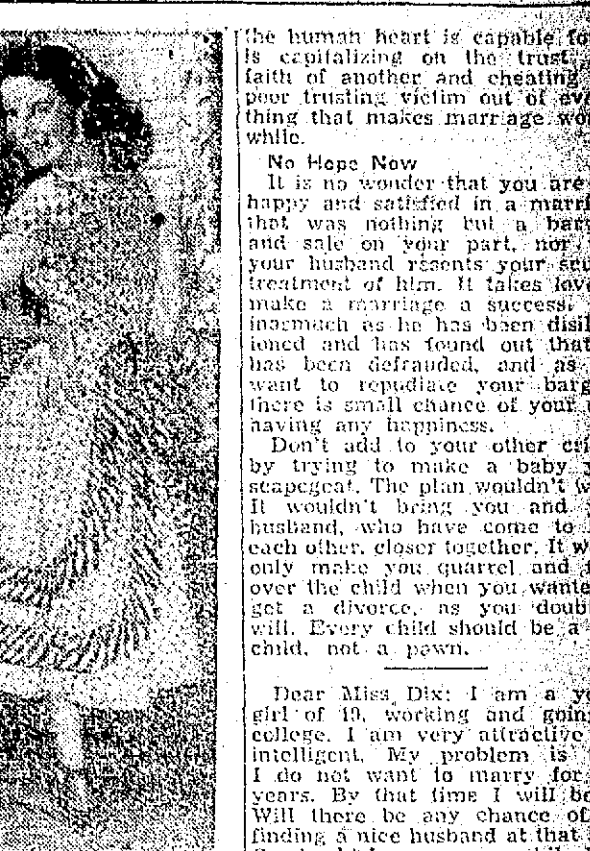 the human heart is capable
is capitalizing on the trust
faith of another and cheating
poor trusting victim out of
thing that makes marriage
while.
No Hope Now
It is no wonder that you are
happy and satisfied in a
that was nothing but a
and sale on your part, nor
your husband resents your
treatment of him. It takes
make a marriage a success.
inasmuch as he has been
ioned and has found out that
has been defrauded, and as
want to repudiate your
there is small chance of your
having any happiness.
Don't add to your other
by trying to make a baby
scapegoat. The plan wouldn't
It wouldn't bring you and
husband, who have come to
each other, closer together. It
only make you quarrel and
over the child when you
get a divorce, as you
will. Every child should be a
child, not a pawn.
Dear Miss Dix: I am a
girl of 19, working and
college. I am very attractive
intelligent. My problem is
I do not want to marry for
years. By that time I will
Will there be any chance of
finding a nice husband at that